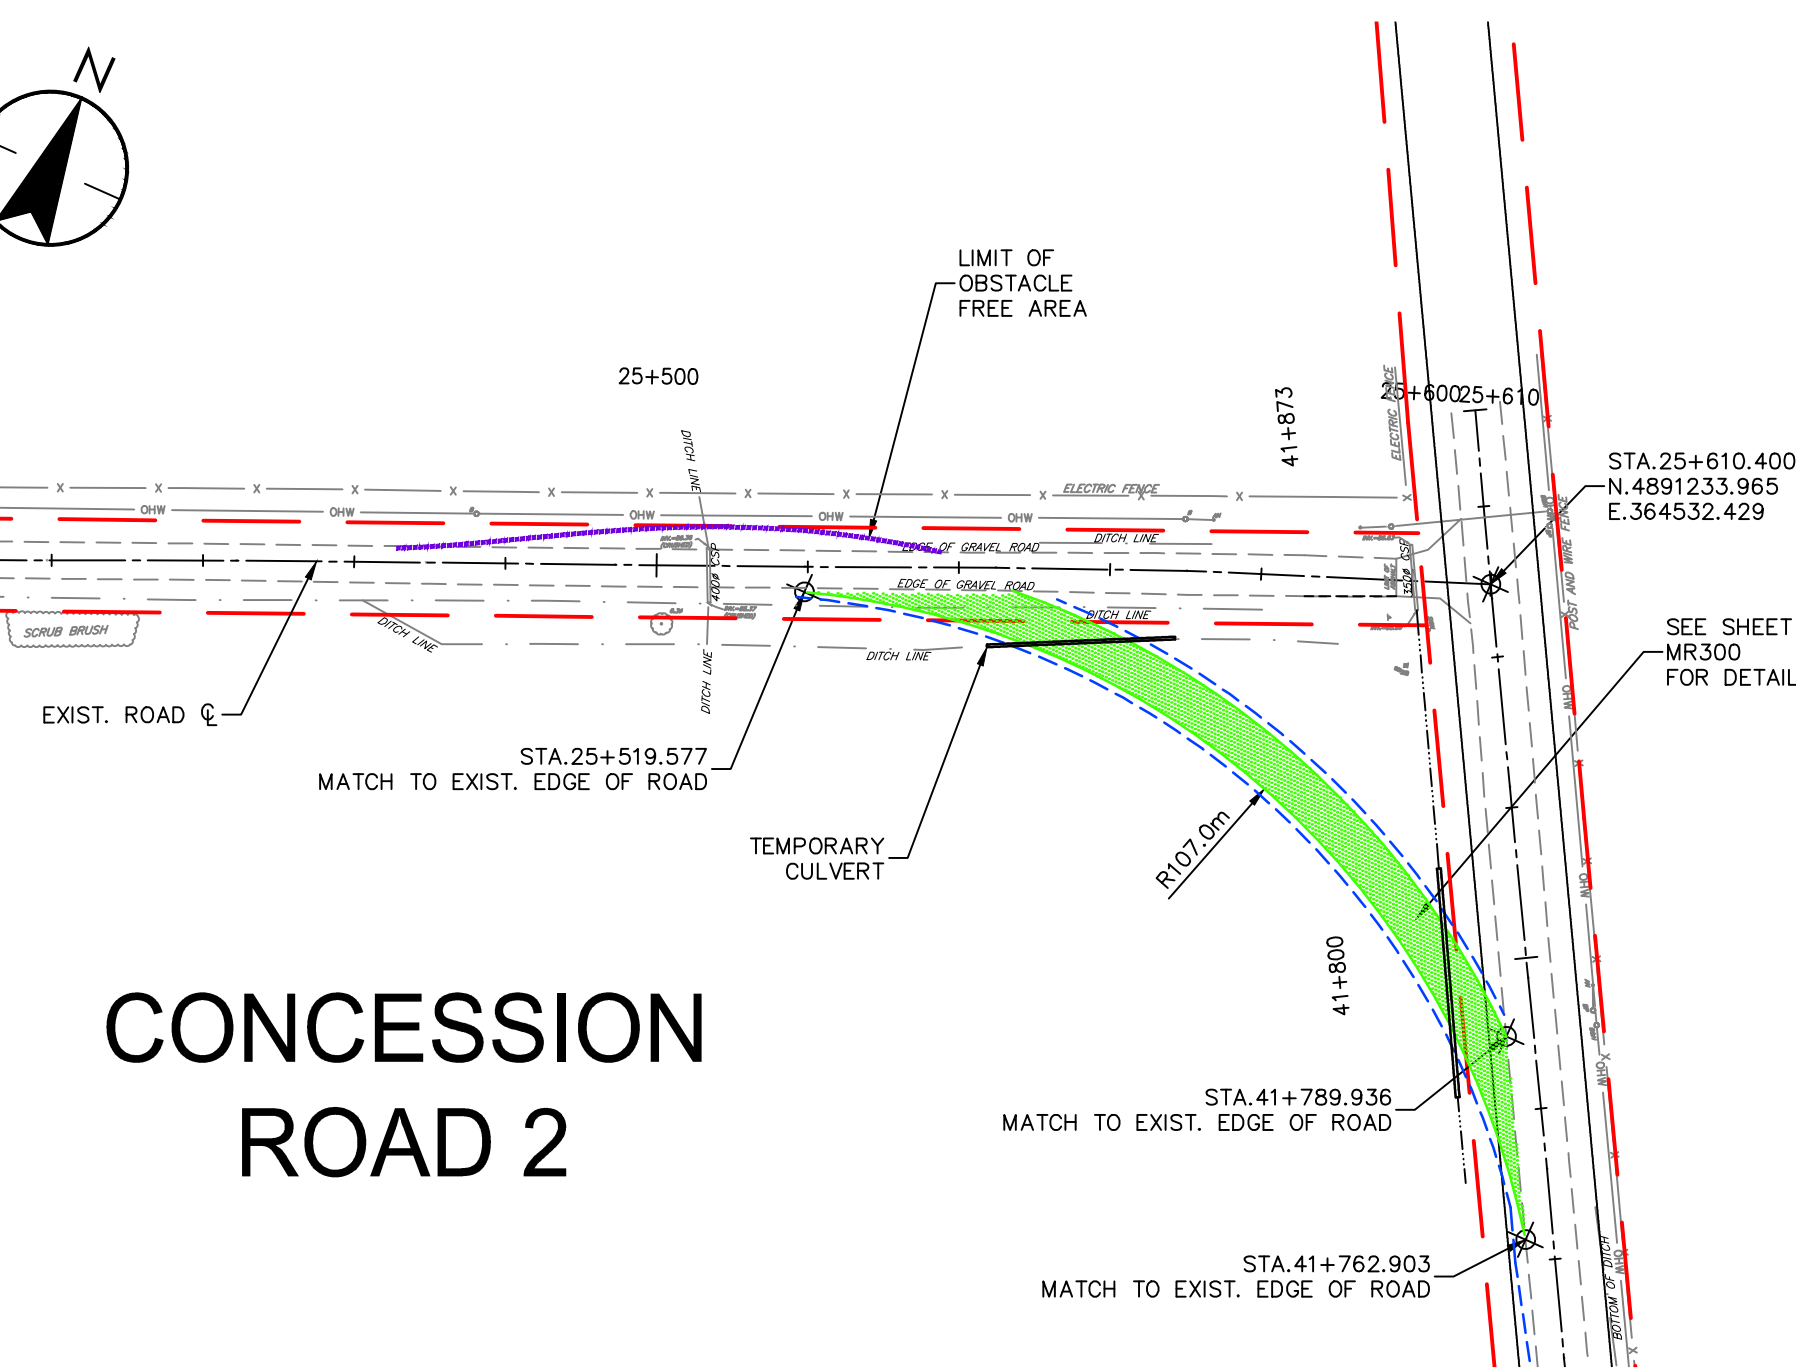 N
LIMIT OF
OBSTACLE
FREE AREA
25+500
41+873
ELECTRIC FENCE
25+600
25+610
STA.25+610.400
N.4891233.965
E.364532.429
DITCH LINE
ELECTRIC FENCE
OHW
OHW
OHW
OHW
OHW
DITCH LINE
EDGE OF GRAVEL ROAD
400Ø CSP
350Ø CSP
EDGE OF GRAVEL ROAD
DITCH LINE
POST AND WIRE FENCE
SCRUB BRUSH
DITCH LINE
DITCH LINE
DITCH LINE
SEE SHEET
MR300
FOR DETAIL
OHW
EXIST. ROAD ℄
STA.25+519.577
MATCH TO EXIST. EDGE OF ROAD
TEMPORARY
CULVERT
R107.0m
OHW
41+800
CONCESSION
ROAD 2
OHW
STA.41+789.936
MATCH TO EXIST. EDGE OF ROAD
STA.41+762.903
MATCH TO EXIST. EDGE OF ROAD
OHW
BOTTOM OF DITCH